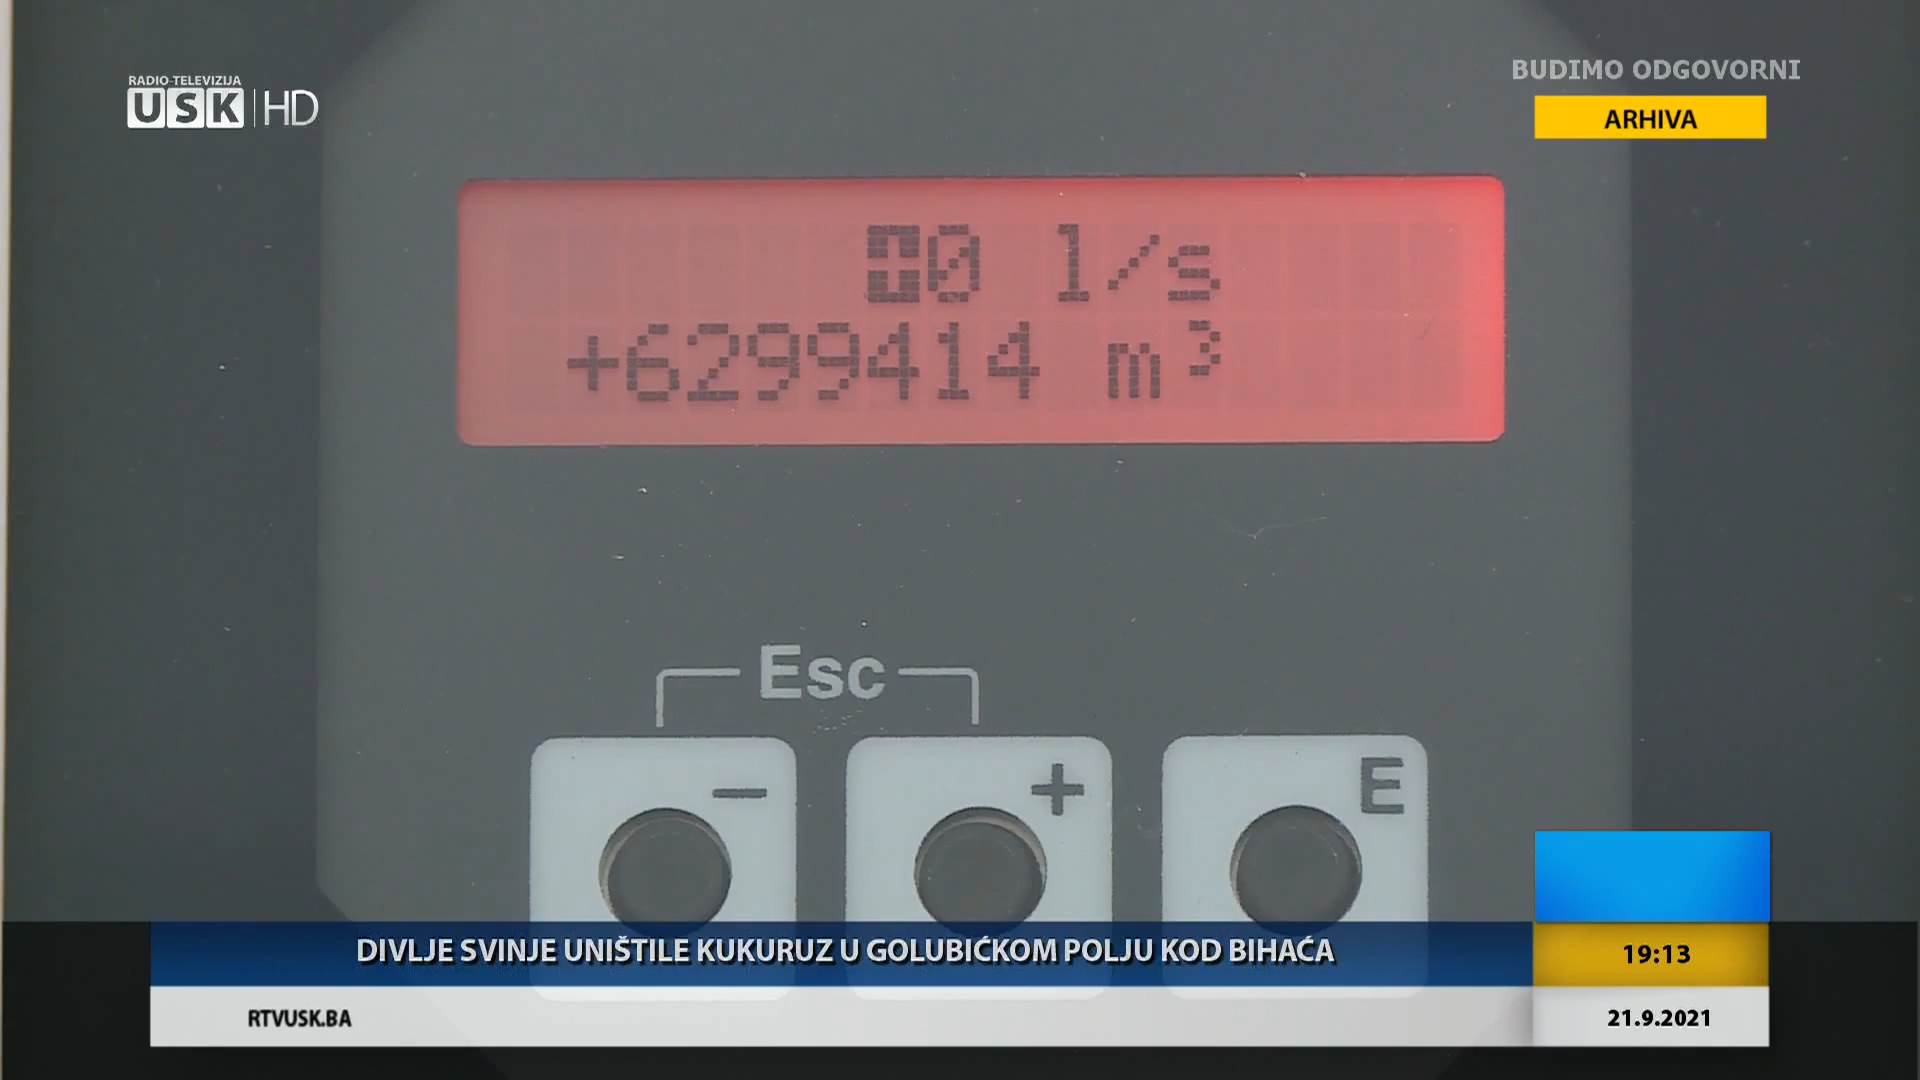 RADIO-TELEVIZIJA
USK HD
BUDIMO ODGOVORNI
ARHIVA
+0 l/s
+6299414 m³
Esc
- + E
DIVLJE SVINJE UNIŠTILE KUKURUZ U GOLUBIĆKOM POLJU KOD BIHAĆA
19:13
RTVUSK.BA
21.9.2021